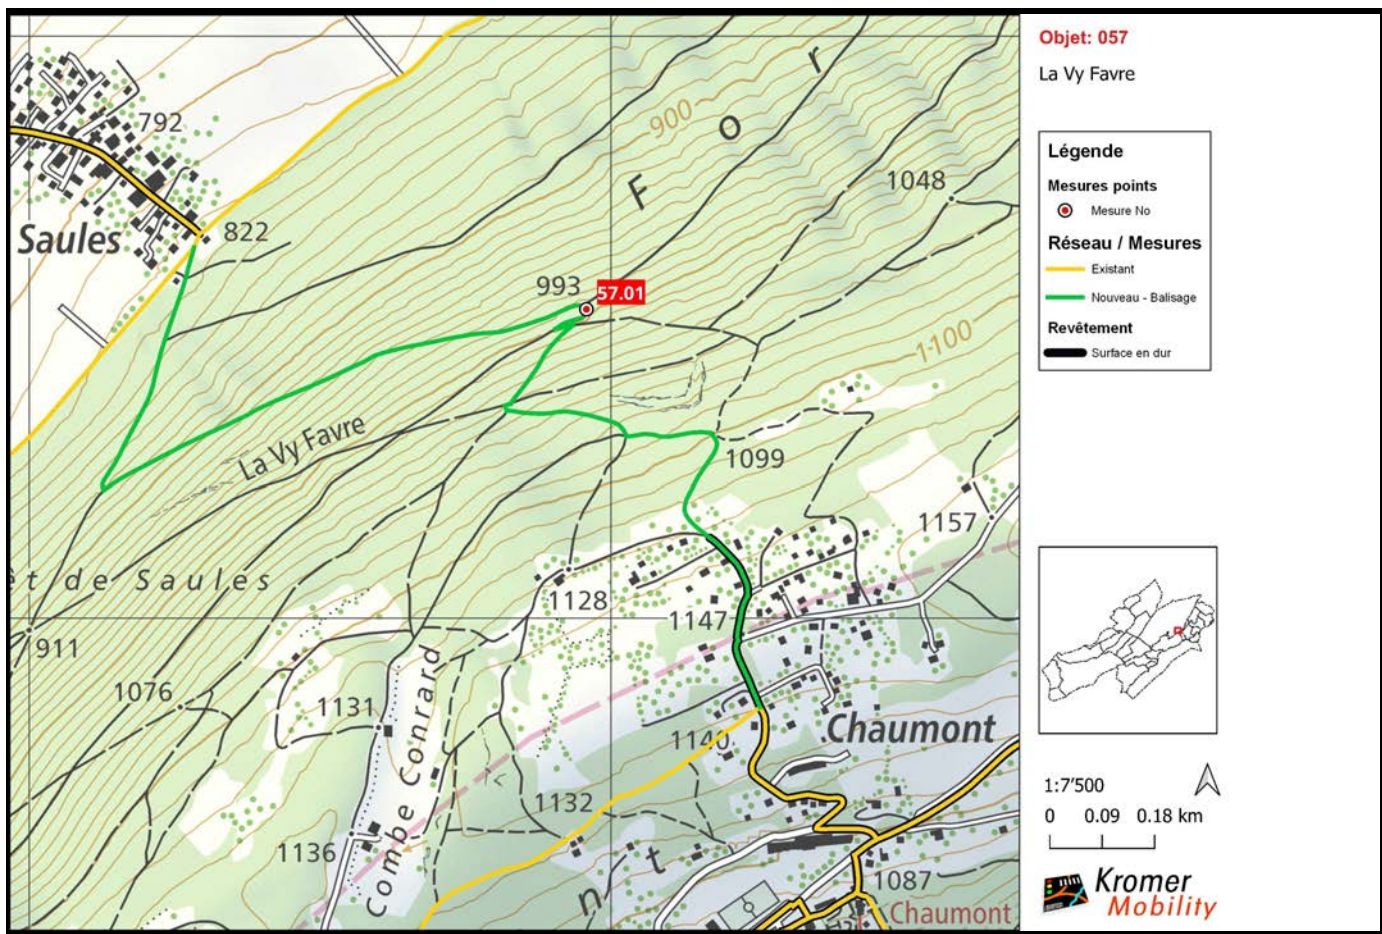 792
Saules
822
900
F o r
1048
993
57.01
1100
La Vy Favre
1099
1157
êt de Saules
1128
1147
911
1076
1131
Combe Conrard
1140
Chaumont
1132
1136
n t
1087
Chaumont
Objet: 057
La Vy Favre
Légende
Mesures points
Mesure No
Réseau / Mesures
Existant
Nouveau - Balisage
Revêtement
Surface en dur
1:7'500
0 0.09 0.18 km
Kromer
Mobility